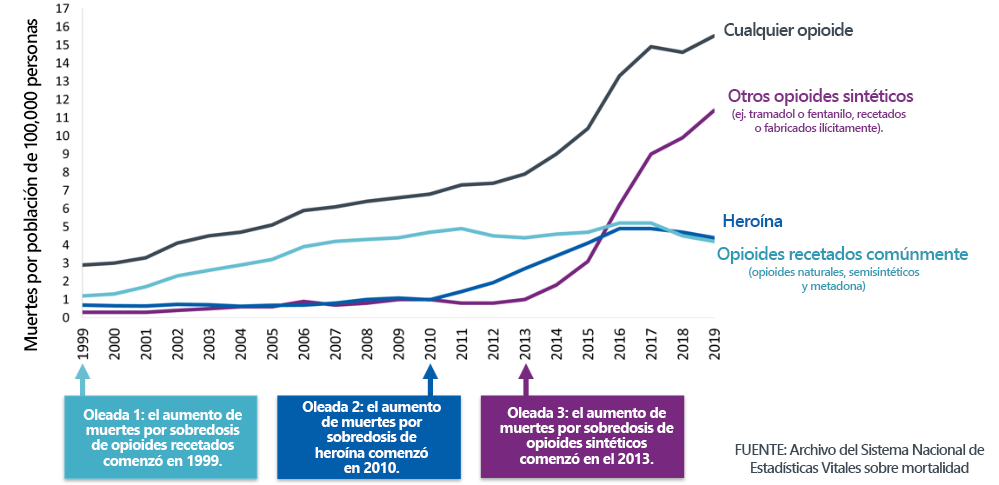 Muertes por población de 100,000 personas
17
16
15
14
13
12
11
10
9
8
7
6
5
4
3
2
1
0
1999
2000
2001
2002
2003
2004
2005
2006
2007
2008
2009
2010
2011
2012
2013
2014
2015
2016
2017
2018
2019
Cualquier opioide
Otros opioides sintéticos
(ej. tramadol o fentanilo, recetados
o fabricados ilícitamente).
Heroína
Opioides recetados comúnmente
(opioides naturales, semisintéticos
y metadona)
Oleada 1: el aumento de
muertes por sobredosis
de opioides recetados
comenzó en 1999.
Oleada 2: el aumento
de muertes por
sobredosis de
heroína comenzó
en 2010.
Oleada 3: el aumento de
muertes por sobredosis de
opioides sintéticos
comenzó en el 2013.
FUENTE: Archivo del Sistema Nacional de
Estadísticas Vitales sobre mortalidad